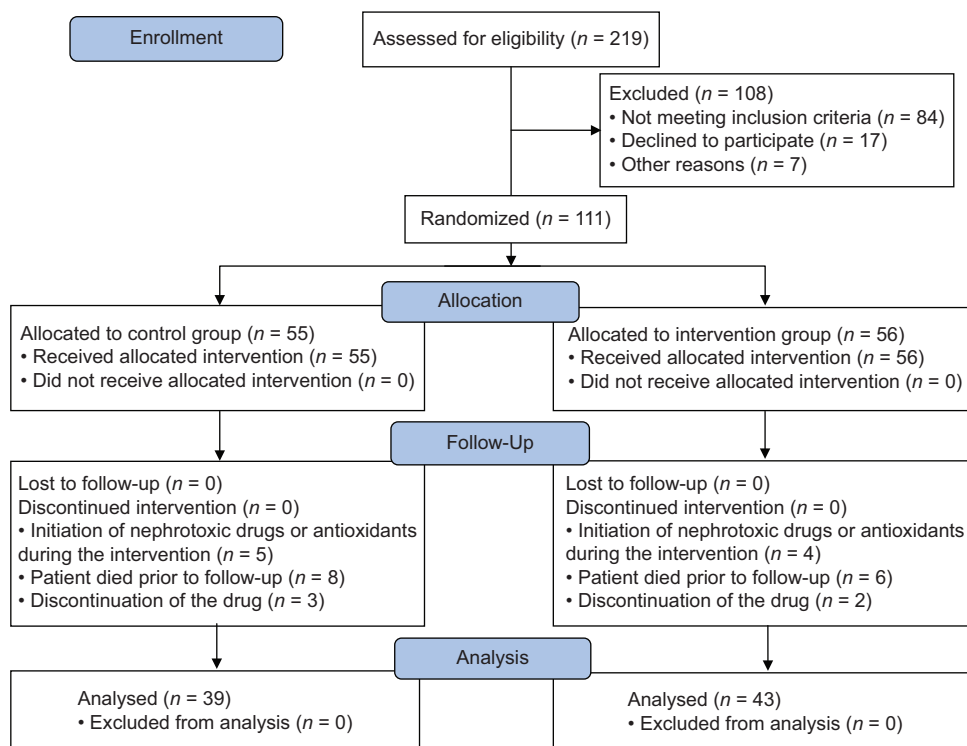 Enrollment
Assessed for eligibility (n = 219)
Excluded (n = 108)
• Not meeting inclusion criteria (n = 84)
• Declined to participate (n = 17)
• Other reasons (n = 7)
Randomized (n = 111)
Allocation
Allocated to control group (n = 55)
• Received allocated intervention (n = 55)
• Did not receive allocated intervention (n = 0)
Allocated to intervention group (n = 56)
• Received allocated intervention (n = 56)
• Did not receive allocated intervention (n = 0)
Follow-Up
Lost to follow-up (n = 0)
Discontinued intervention (n = 0)
• Initiation of nephrotoxic drugs or antioxidants
during the intervention (n = 5)
• Patient died prior to follow-up (n = 8)
• Discontinuation of the drug (n = 3)
Lost to follow-up (n = 0)
Discontinued intervention (n = 0)
• Initiation of nephrotoxic drugs or antioxidants
during the intervention (n = 4)
• Patient died prior to follow-up (n = 6)
• Discontinuation of the drug (n = 2)
Analysis
Analysed (n = 39)
• Excluded from analysis (n = 0)
Analysed (n = 43)
• Excluded from analysis (n = 0)